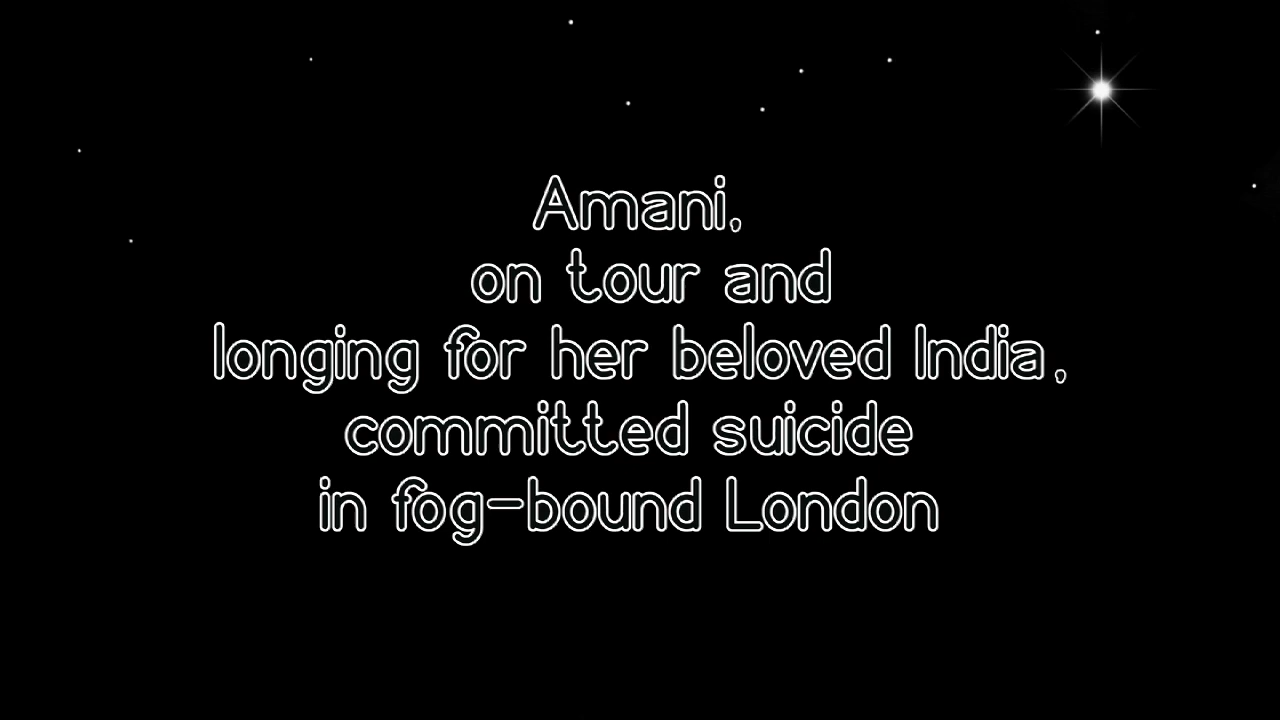 Amani,
on tour and
longing for her beloved India,
committed suicide
in fog-bound London